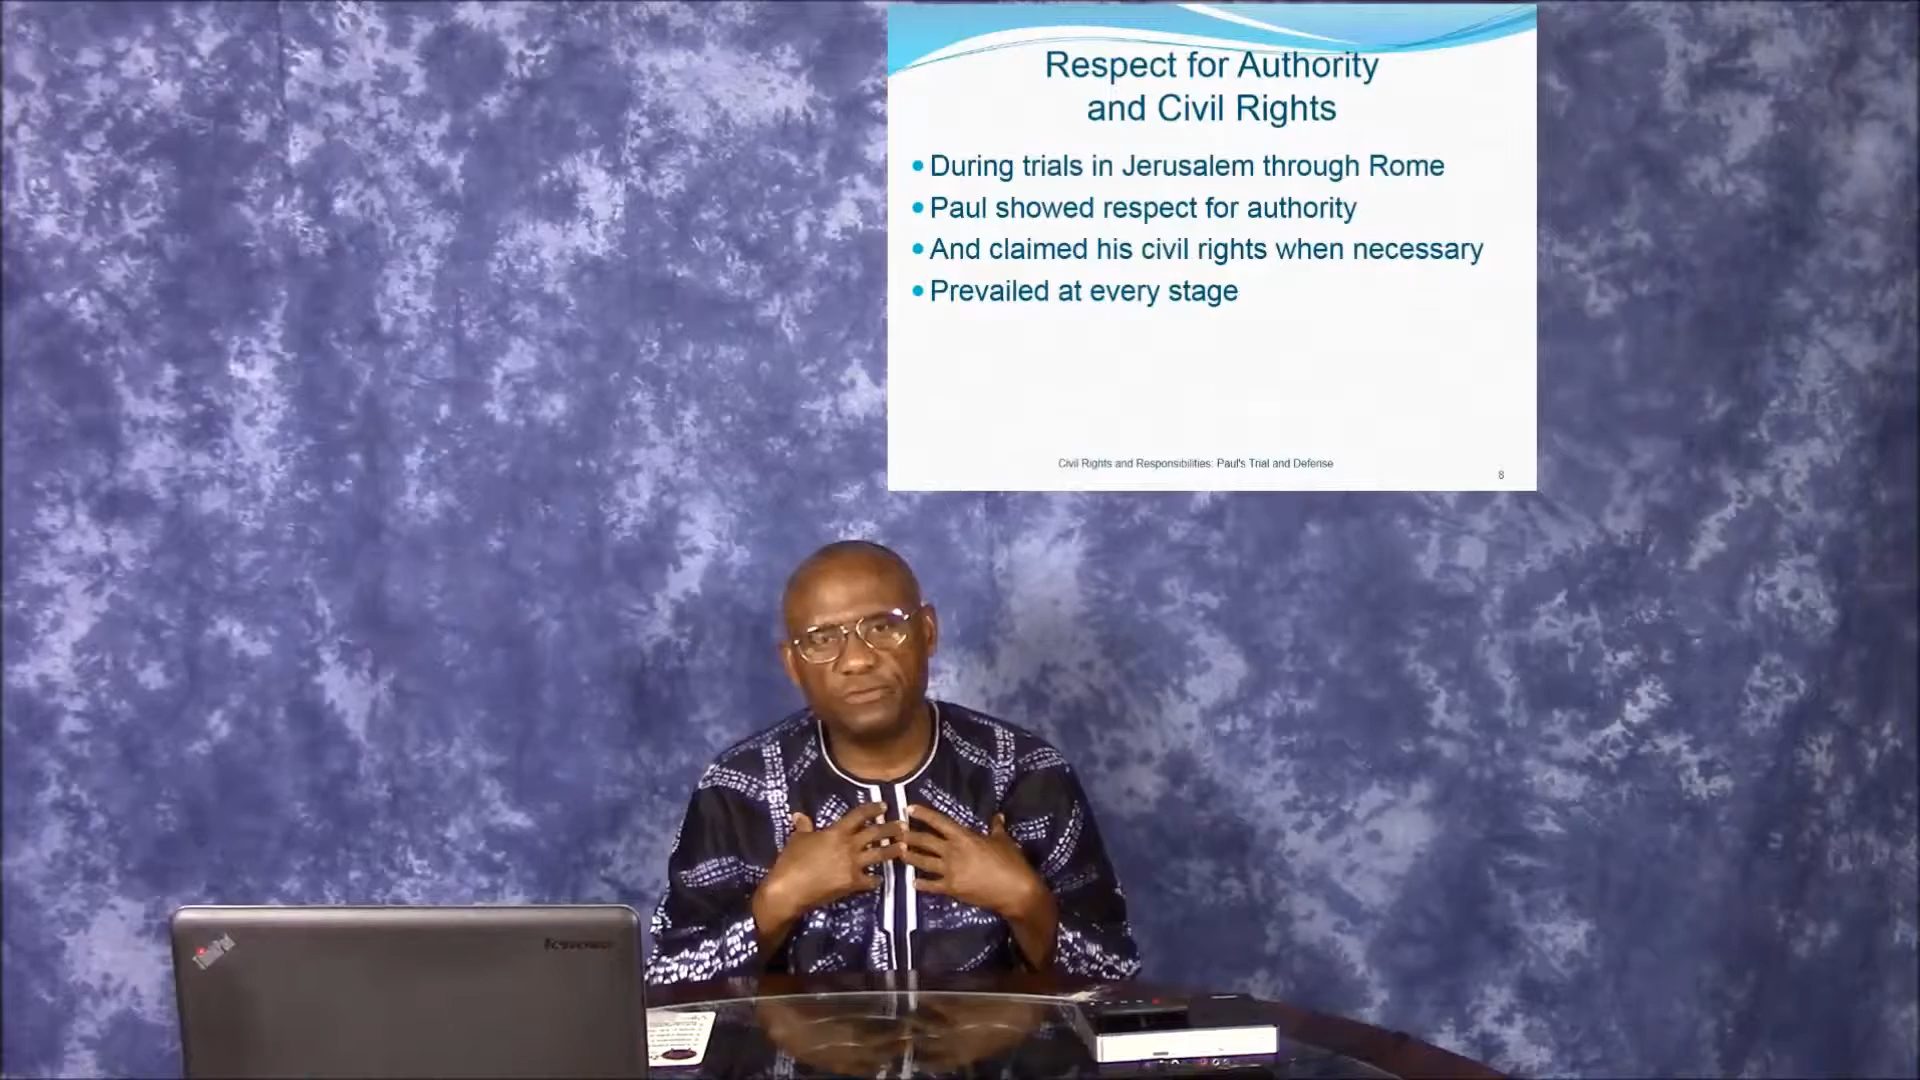 Respect for Authority
and Civil Rights
During trials in Jerusalem through Rome
Paul showed respect for authority
And claimed his civil rights when necessary
Prevailed at every stage
Civil Rights and Responsibilities: Paul's Trial and Defense
8
ThinkPad
lenovo